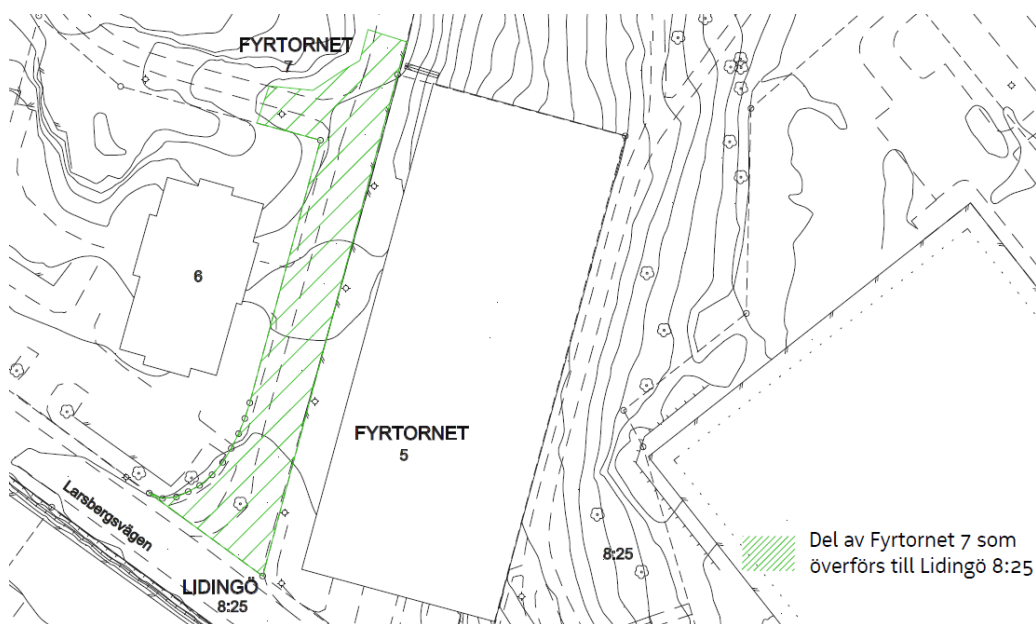 FYRTORNET
7
6
FYRTORNET
5
Larsbergsvägen
LIDINGÖ
8:25
8:25
Del av Fyrtornet 7 som
överförs till Lidingö 8:25